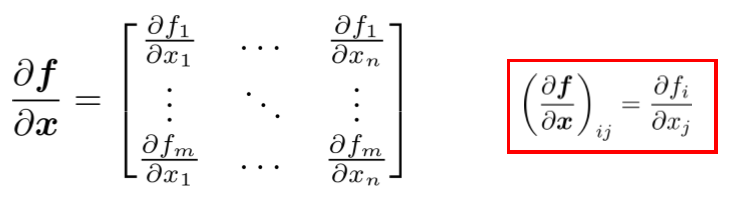 ∂𝒇/∂𝒙 = [ ∂f₁/∂x₁ … ∂f₁/∂xₙ
⋮ ⋱ ⋮
∂fₘ/∂x₁ … ∂fₘ/∂xₙ ]
(∂𝒇/∂𝒙)ᵢⱼ = ∂fᵢ/∂xⱼ